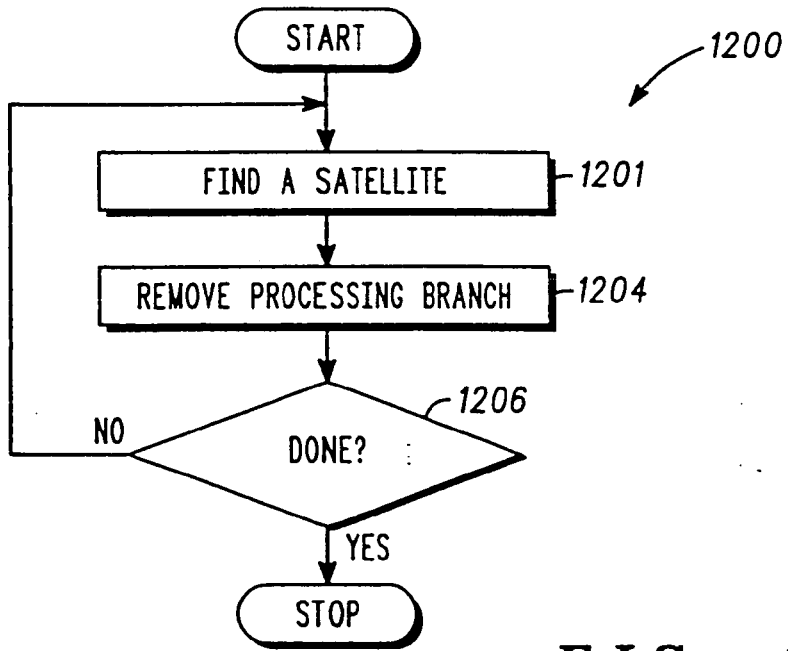 START
1200
FIND A SATELLITE
1201
REMOVE PROCESSING BRANCH
1204
1206
NO
DONE?
YES
STOP